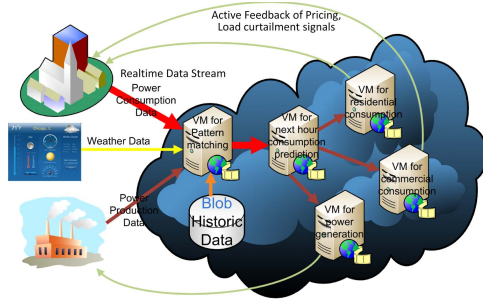 Active Feedback of Pricing,
Load curtailment signals
Realtime Data Stream
Power
Consumption
Data
Weather Data
Power
Production
Data
VM for
Pattern
matching
Blob
Historic
Data
VM for
next hour
consumption
prediction
VM for
residential
consumption
VM for
commercial
consumption
VM for
power
generation